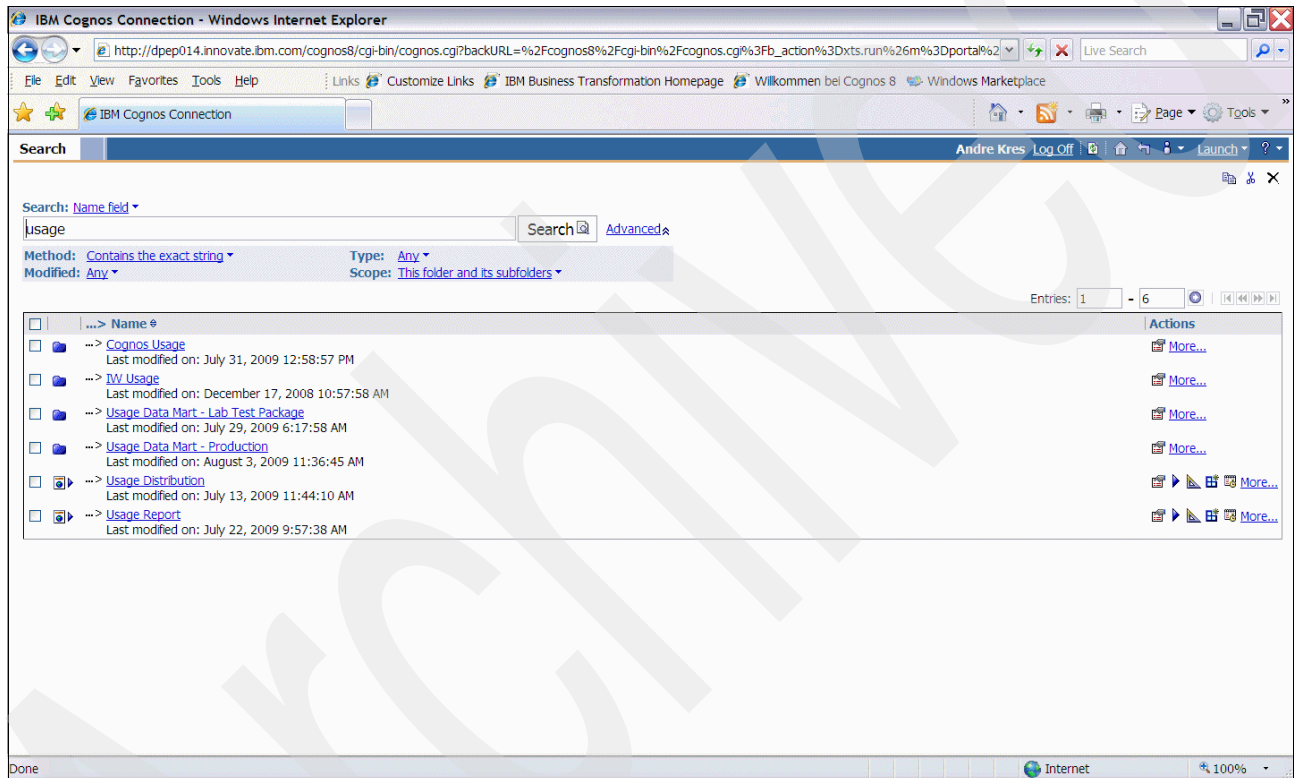 IBM Cognos Connection - Windows Internet Explorer
http://dpep014.innovate.ibm.com/cognos8/cgi-bin/cognos.cgi?backURL=%2Fcognos8%2Fcgi-bin%2Fcognos.cgi%3Fb_action%3Dxts.run%26m%3Dportal%2 Live Search
File Edit View Favorites Tools Help Links Customize Links IBM Business Transformation Homepage Willkommen bei Cognos 8 Windows Marketplace
IBM Cognos Connection Page Tools »
Search Andre Kres Log Off Launch ?
Search: Name field
usage Search Advanced
Method: Contains the exact string Type: Any
Modified: Any Scope: This folder and its subfolders
Entries: 1 - 6
...> Name Actions
...> Cognos Usage More...
Last modified on: July 31, 2009 12:58:57 PM
...> IW Usage More...
Last modified on: December 17, 2008 10:57:58 AM
...> Usage Data Mart - Lab Test Package More...
Last modified on: July 29, 2009 6:17:58 AM
...> Usage Data Mart - Production More...
Last modified on: August 3, 2009 11:36:45 AM
...> Usage Distribution More...
Last modified on: July 13, 2009 11:44:10 AM
...> Usage Report More...
Last modified on: July 22, 2009 9:57:38 AM
Done Internet 100%
Archived